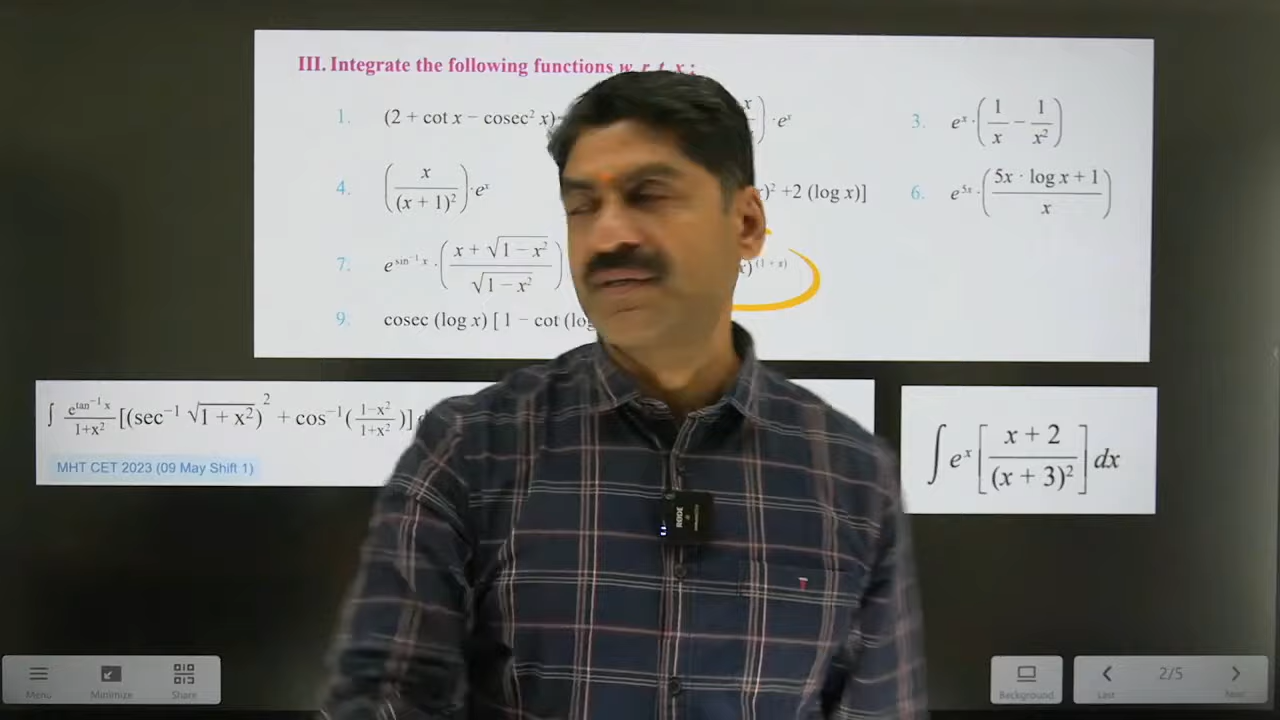 III. Integrate the following functions w. r. t. x :
1. (2 + cot x − cosec² x)
x ) · eˣ
3. eˣ · (1/x − 1/x²)
4. (x/(x + 1)²) · eˣ
)² +2 (log x)]
6. e⁵ˣ · ((5x · log x + 1)/x)
7. e^(sin⁻¹ x) · ((x + √(1 − x²))/√(1 − x²))
x)^(1 + x)
9. cosec (log x) [ 1 − cot (log
∫ e^(tan⁻¹ x)/(1+x²) [(sec⁻¹ √(1 + x²))² + cos⁻¹((1−x²)/(1+x²))]
MHT CET 2023 (09 May Shift 1)
∫ eˣ [(x + 2)/(x + 3)²] dx
RODE
Menu
Minimize
Share
Background
Last
2/5
Next